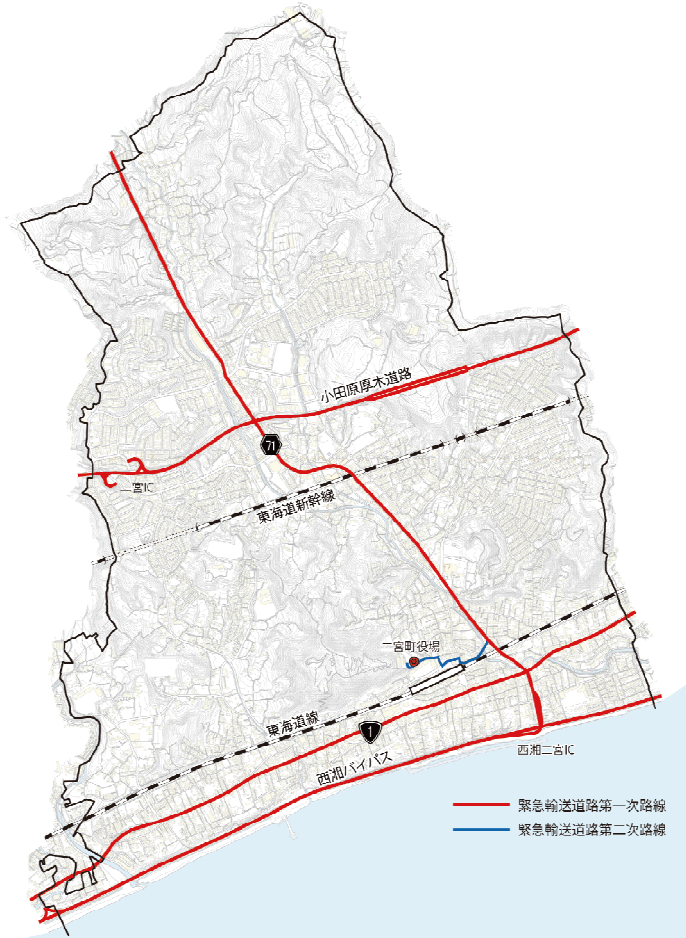 小田原厚木道路
71
二宮IC
東海道新幹線
二宮町役場
東海道線
1
西湘バイパス
西湘二宮IC
緊急輸送道路第一次路線
緊急輸送道路第二次路線